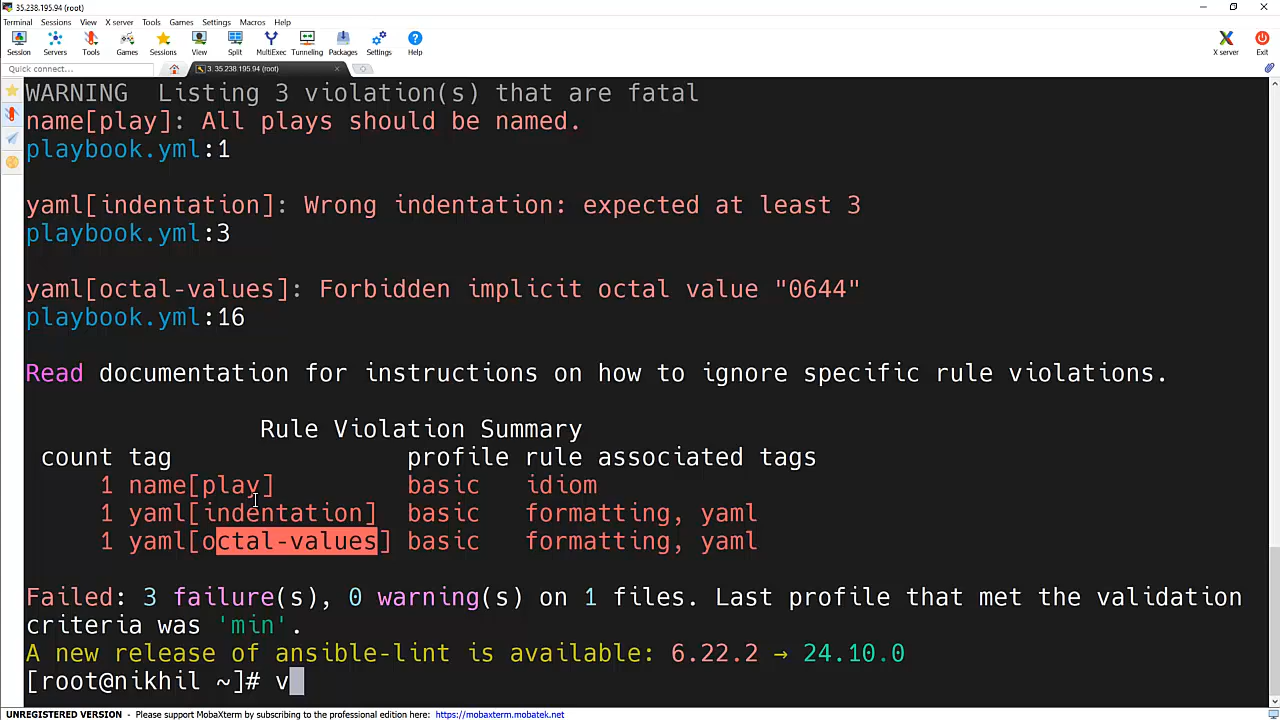 35.238.195.94 (root)
Terminal Sessions View X server Tools Games Settings Macros Help
Session Servers Tools Games Sessions View Split MultiExec Tunneling Packages Settings Help X server Exit
Quick connect... 3. 35.238.195.94 (root)
WARNING  Listing 3 violation(s) that are fatal
name[play]: All plays should be named.
playbook.yml:1
yaml[indentation]: Wrong indentation: expected at least 3
playbook.yml:3
yaml[octal-values]: Forbidden implicit octal value "0644"
playbook.yml:16
Read documentation for instructions on how to ignore specific rule violations.
Rule Violation Summary
count tag profile rule associated tags
1 name[play] basic idiom
1 yaml[indentation] basic formatting, yaml
1 yaml[octal-values] basic formatting, yaml
Failed: 3 failure(s), 0 warning(s) on 1 files. Last profile that met the validation
criteria was 'min'.
A new release of ansible-lint is available: 6.22.2 → 24.10.0
[root@nikhil ~]# v
UNREGISTERED VERSION - Please support MobaXterm by subscribing to the professional edition here: https://mobaxterm.mobatek.net